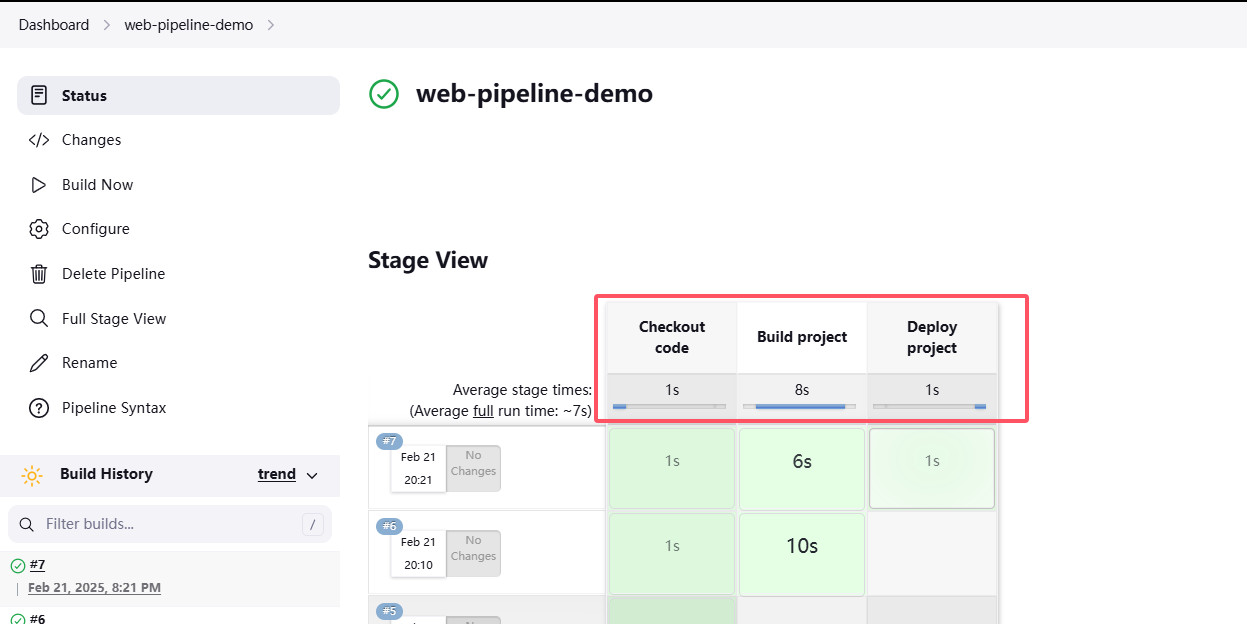 Dashboard > web-pipeline-demo >
Status
Changes
Build Now
Configure
Delete Pipeline
Full Stage View
Rename
Pipeline Syntax
Build History trend
Filter builds... /
#7
Feb 21, 2025, 8:21 PM
#6
web-pipeline-demo
Stage View
Checkout code
Build project
Deploy project
Average stage times:
(Average full run time: ~7s)
1s 8s 1s
#7
Feb 21
20:21
No
Changes
1s 6s 1s
#6
Feb 21
20:10
No
Changes
1s 10s
#5